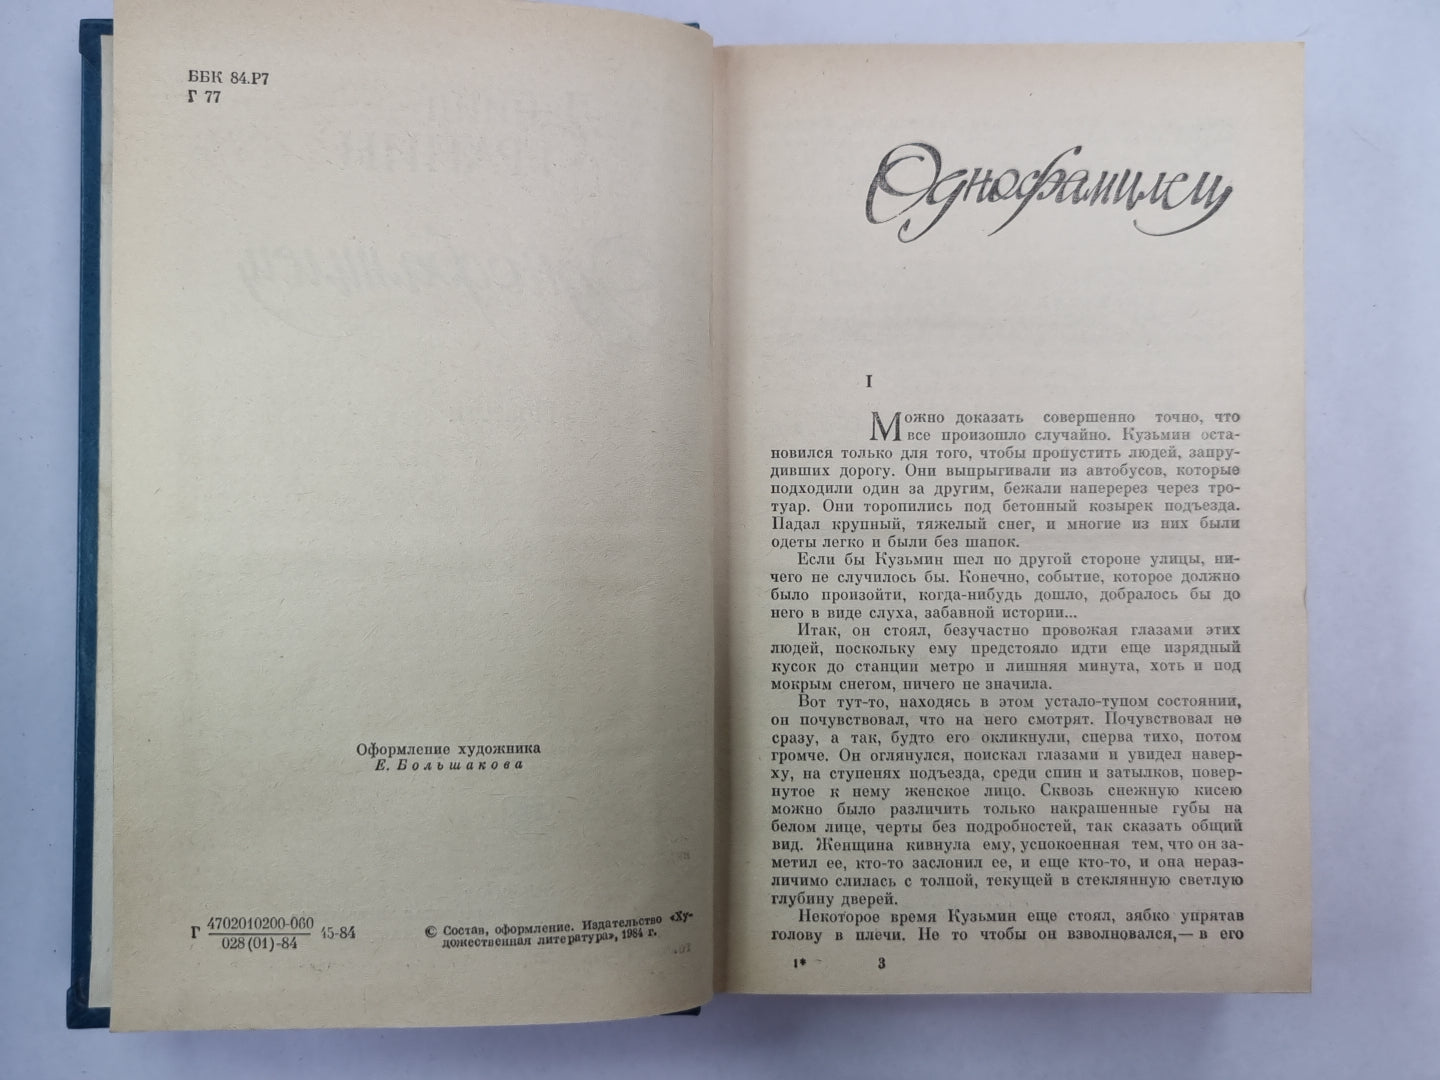 ББК 84.Р7
Г 77
Оформление художника
Е. Большакова
Г 4702010200-060 45-84
028(01)-84
© Состав, оформление. Издательство «Ху-
дожественная литература», 1984 г.
Однофамилец
I
Можно доказать совершенно точно, что
все произошло случайно. Кузьмин оста-
новился только для того, чтобы пропустить людей, запру-
дивших дорогу. Они выпрыгивали из автобусов, которые
подходили один за другим, бежали наперерез через тро-
туар. Они торопились под бетонный козырек подъезда.
Падал крупный, тяжелый снег, и многие из них были
одеты легко и были без шапок.
Если бы Кузьмин шел по другой стороне улицы, ни-
чего не случилось бы. Конечно, событие, которое должно
было произойти, когда-нибудь дошло, добралось бы до
него в виде слуха, забавной истории...
Итак, он стоял, безучастно провожая глазами этих
людей, поскольку ему предстояло идти еще изрядный
кусок до станции метро и лишняя минута, хоть и под
мокрым снегом, ничего не значила.
Вот тут-то, находясь в этом устало-тупом состоянии,
он почувствовал, что на него смотрят. Почувствовал не
сразу, а так, будто его окликнули, сперва тихо, потом
громче. Он оглянулся, поискал глазами и увидел навер-
ху, на ступенях подъезда, среди спин и затылков, повер-
нутое к нему женское лицо. Сквозь снежную кисею
можно было различить только накрашенные губы на
белом лице, черты без подробностей, так сказать общий
вид. Женщина кивнула ему, успокоенная тем, что он за-
метил ее, кто-то заслонил ее, и еще кто-то, и она нераз-
личимо слилась с толпой, текущей в стеклянную светлую
глубину дверей.
Некоторое время Кузьмин еще стоял, зябко упрятав
голову в плечи. Не то чтобы он взволновался,— в его
1*
3